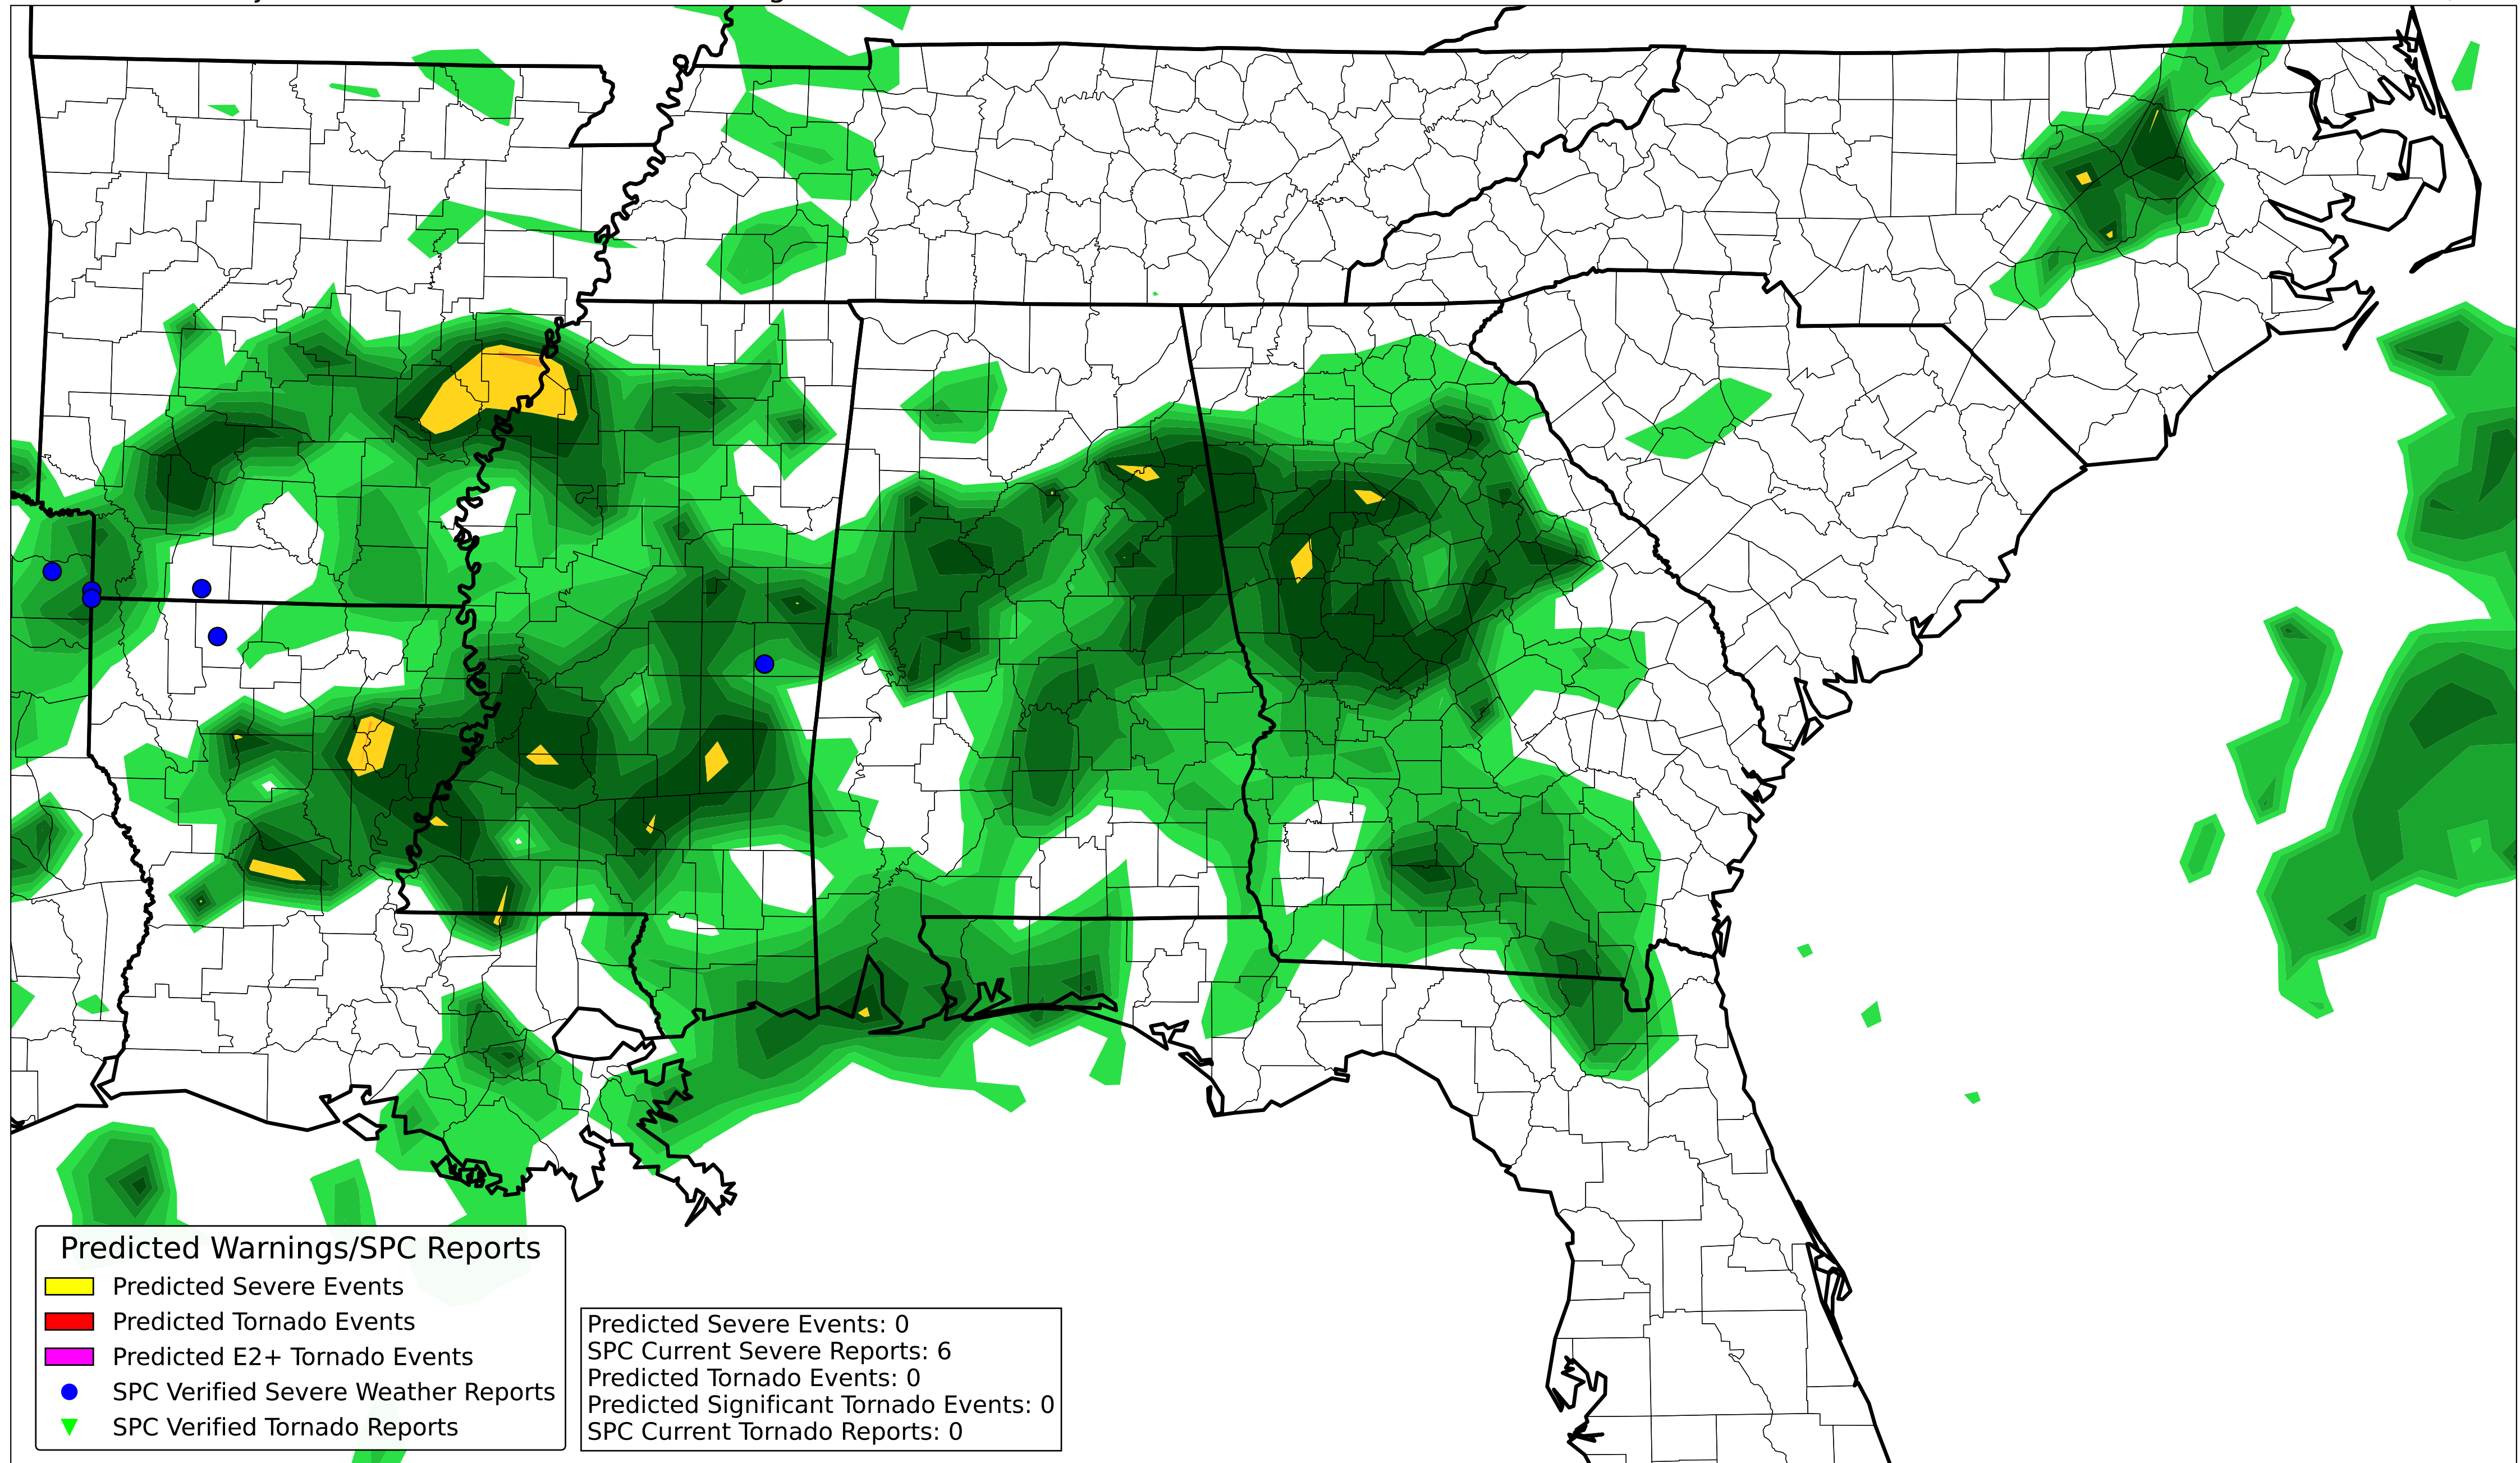 Predicted Warnings/SPC Reports
Predicted Severe Events
Predicted Tornado Events
Predicted E2+ Tornado Events
SPC Verified Severe Weather Reports
SPC Verified Tornado Reports
Predicted Severe Events: 0
SPC Current Severe Reports: 6
Predicted Tornado Events: 0
Predicted Significant Tornado Events: 0
SPC Current Tornado Reports: 0